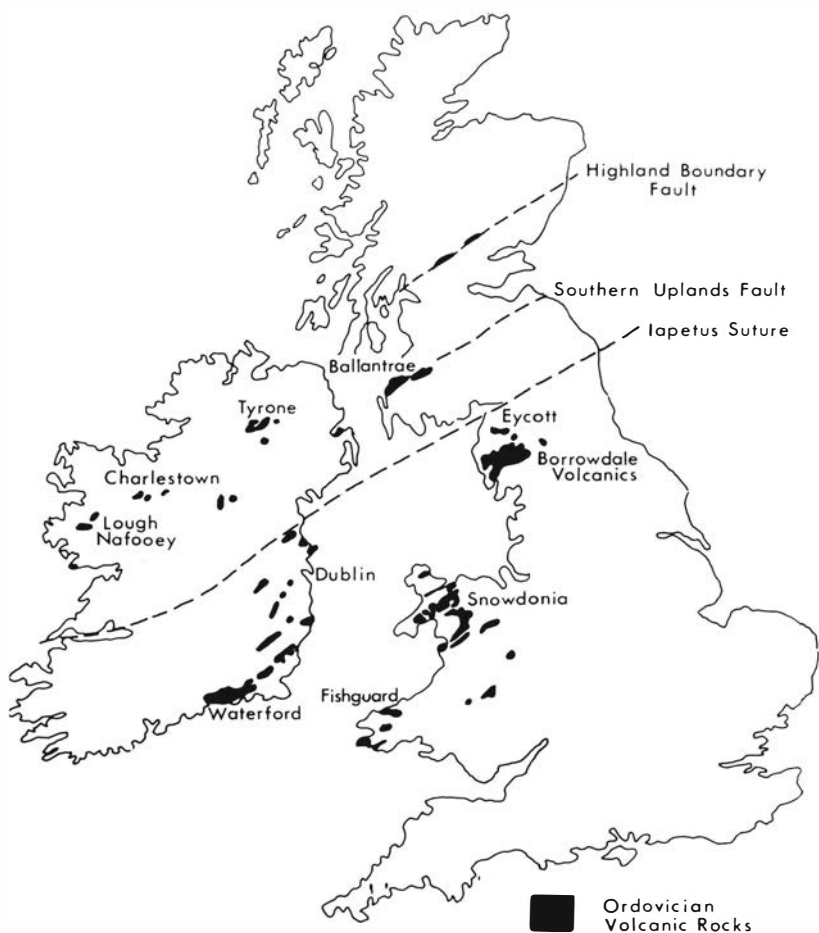 Highland Boundary
Fault
Southern Uplands Fault
Iapetus Suture
Ballantrae
Tyrone
Eycott
Borrowdale
Volcanics
Charlestown
Lough
Nafooey
Dublin
Snowdonia
Fishguard
Waterford
Ordovician
Volcanic Rocks